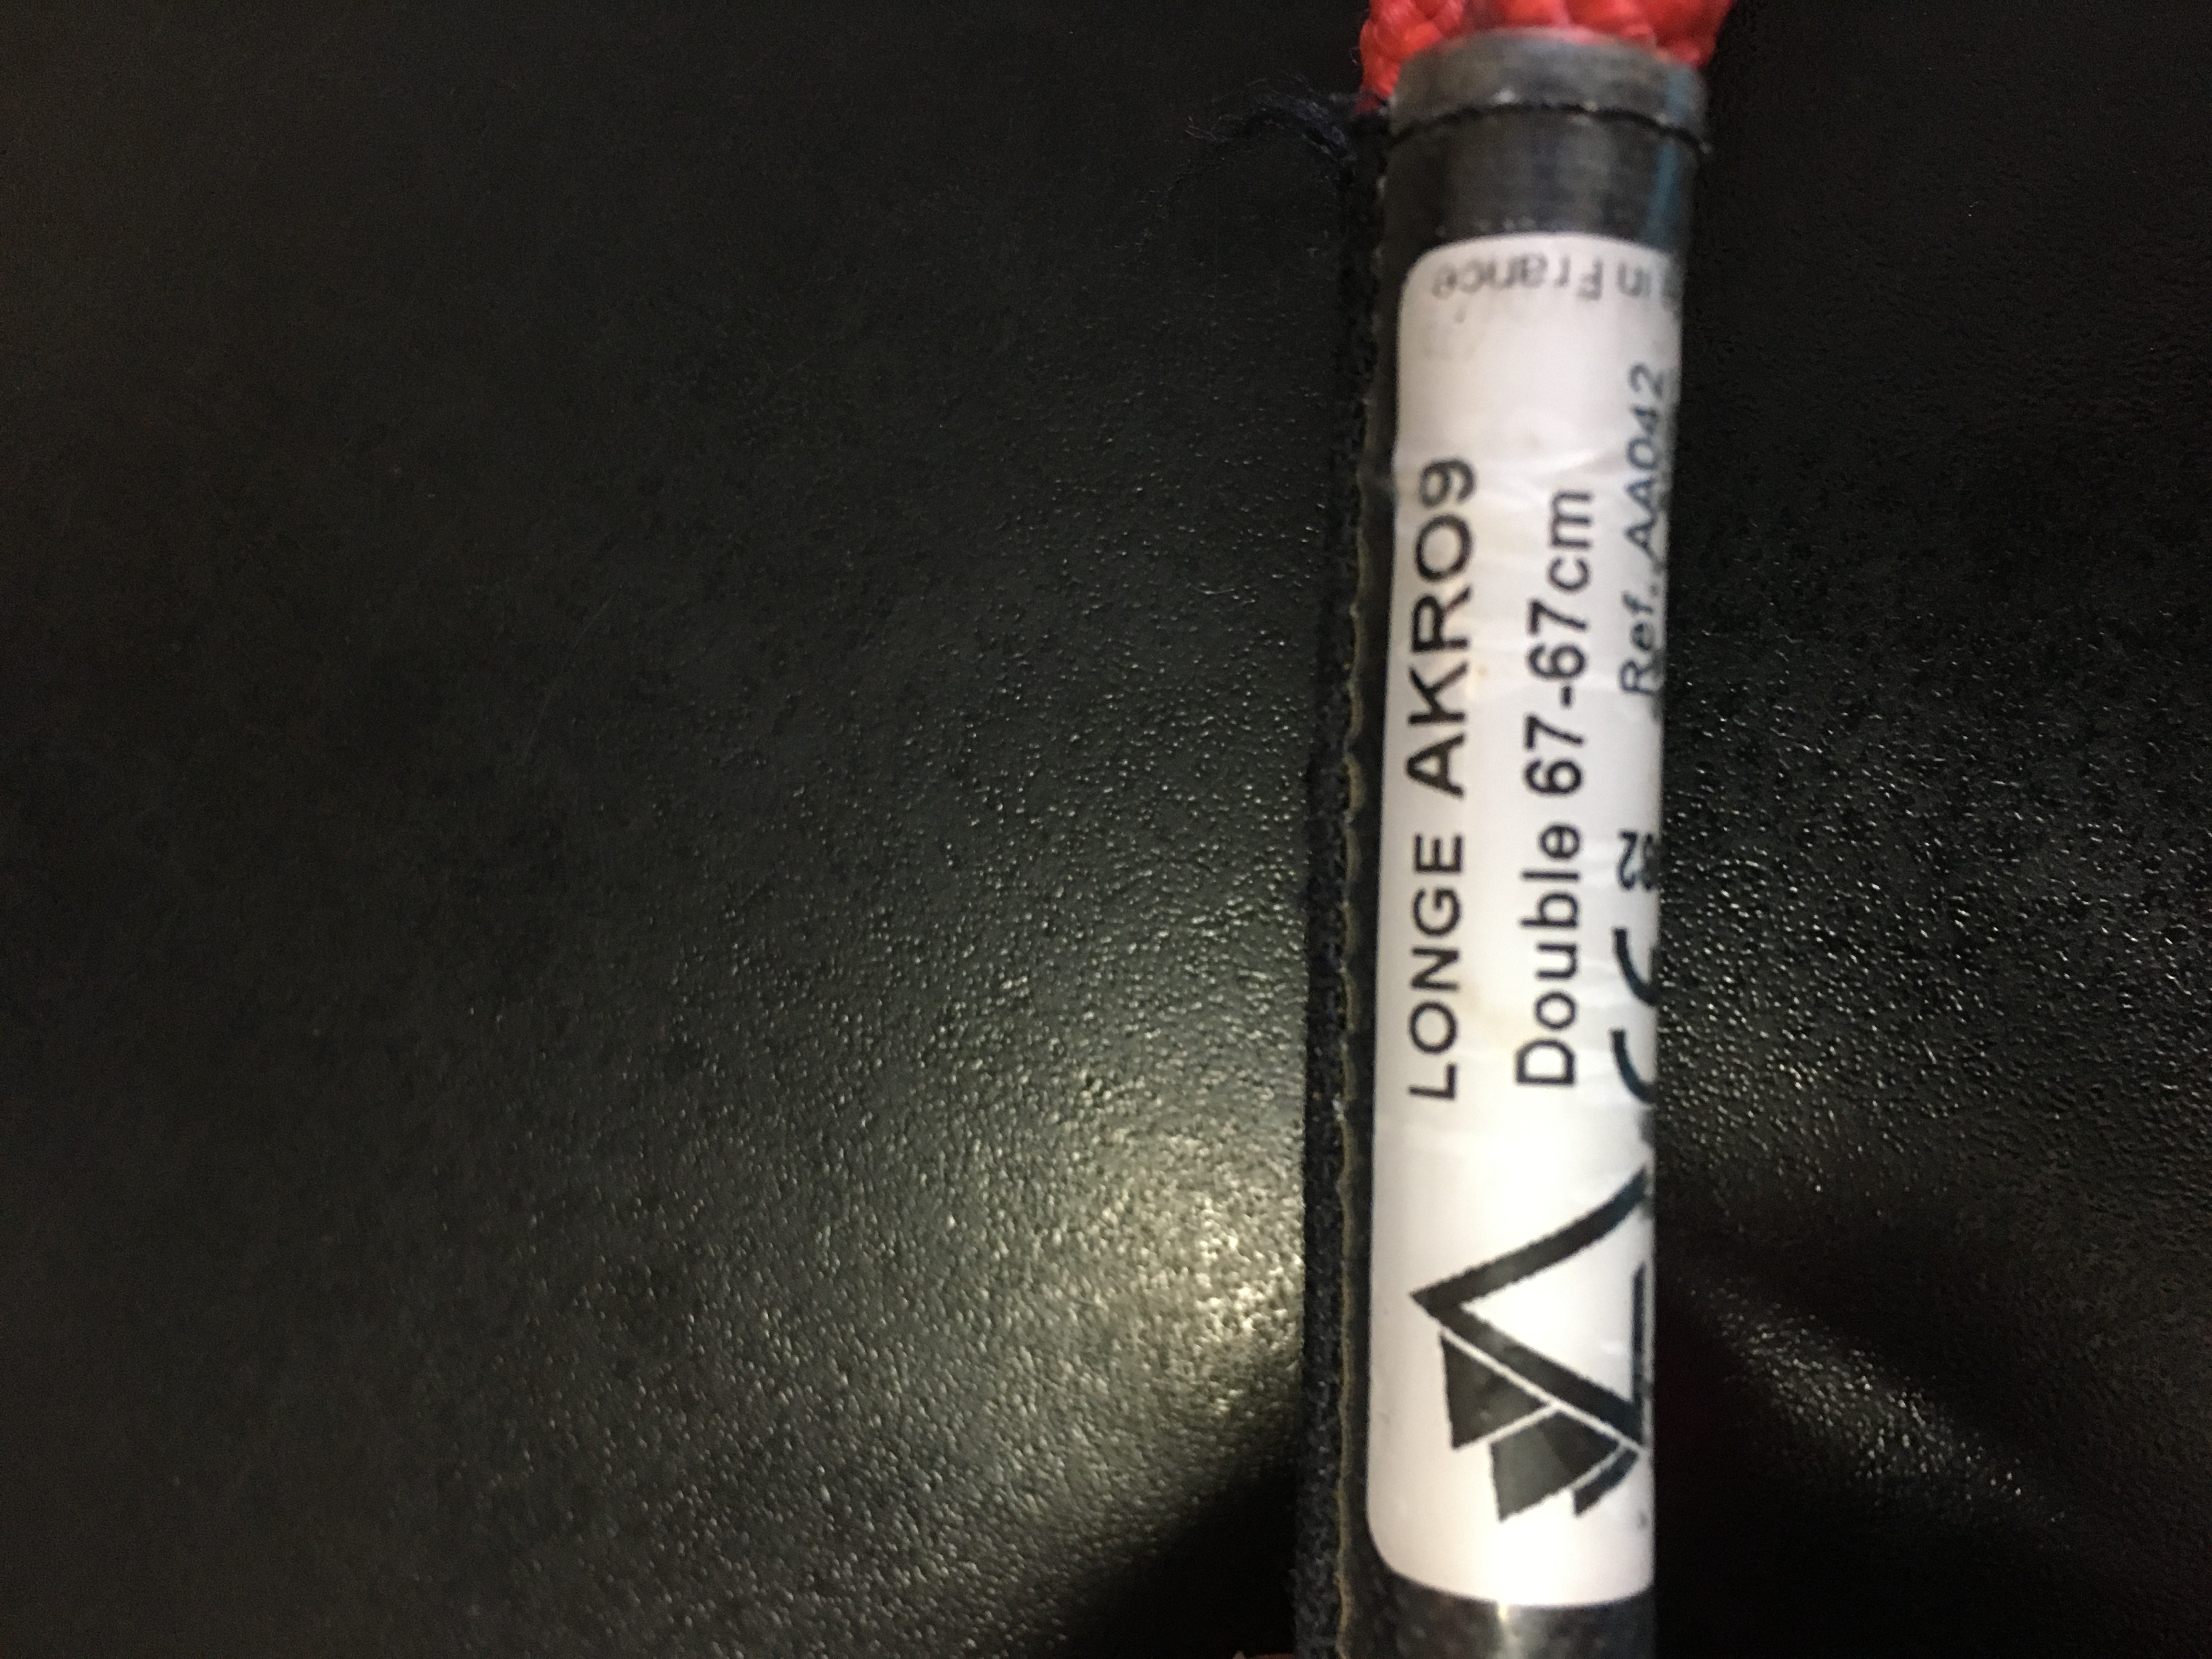 LONGE AKRO9
Double 67-67cm
Ref. AA042
in France